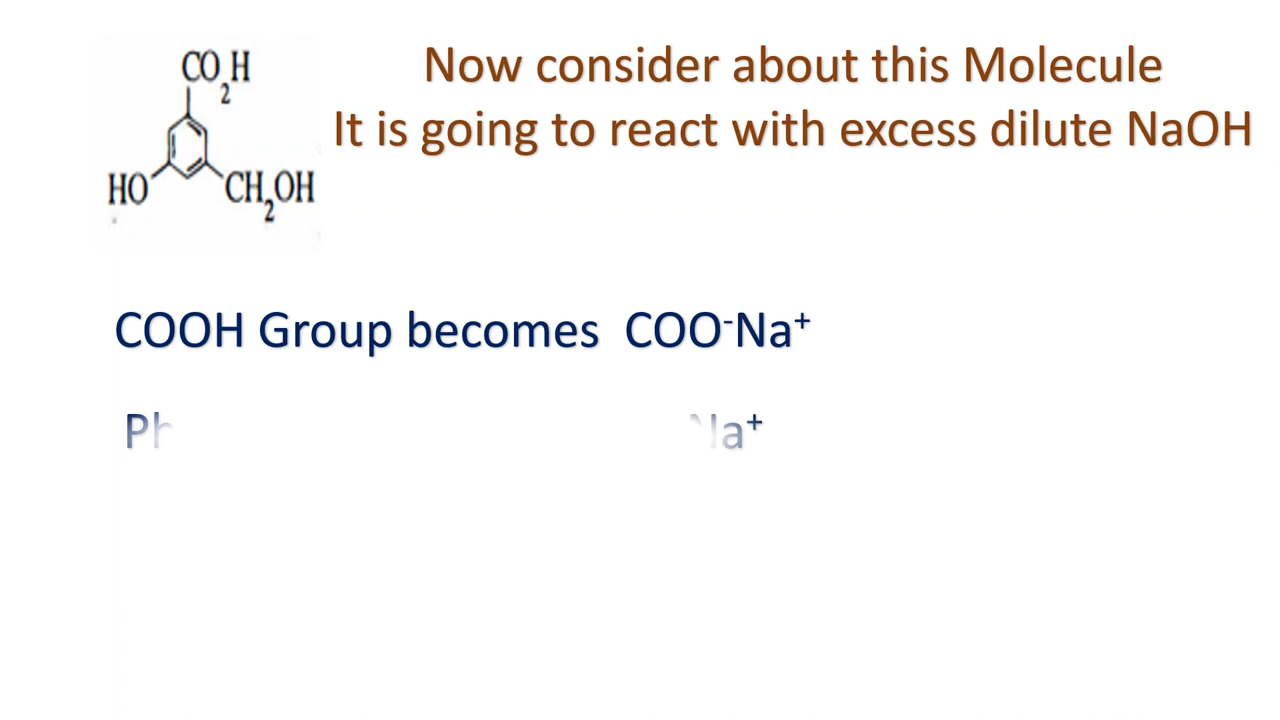 CO2H
Now consider about this Molecule
It is going to react with excess dilute NaOH
HO
CH2OH
COOH Group becomes COO-Na+
Na+